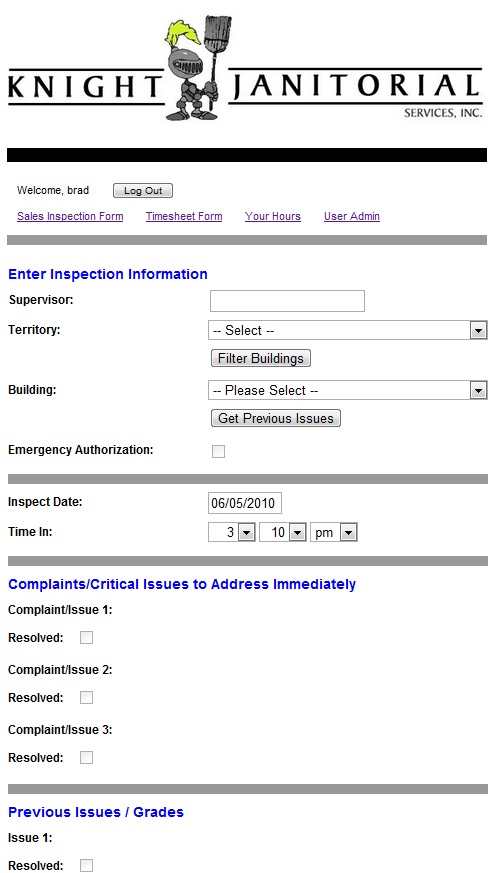 KNIGHT JANITORIAL
SERVICES, INC.
Welcome, brad Log Out
Sales Inspection Form Timesheet Form Your Hours User Admin
Enter Inspection Information
Supervisor:
Territory: -- Select --
Filter Buildings
Building: -- Please Select --
Get Previous Issues
Emergency Authorization:
Inspect Date: 06/05/2010
Time In: 3 10 pm
Complaints/Critical Issues to Address Immediately
Complaint/Issue 1:
Resolved:
Complaint/Issue 2:
Resolved:
Complaint/Issue 3:
Resolved:
Previous Issues / Grades
Issue 1:
Resolved: